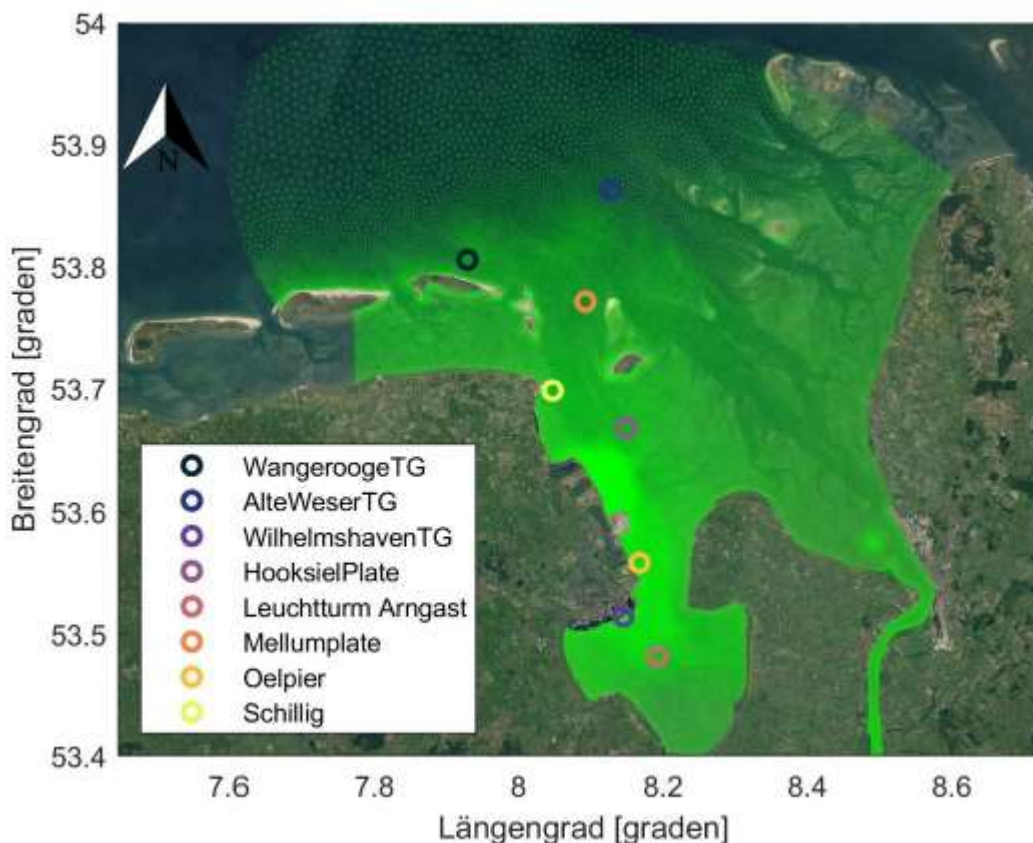 54
53.9
53.8
53.7
53.6
53.5
53.4
Breitengrad [graden]
N
WangeroogeTG
AlteWeserTG
WilhelmshavenTG
HooksielPlate
Leuchtturm Arngast
Mellumplate
Oelpier
Schillig
7.6 7.8 8 8.2 8.4 8.6
Längengrad [graden]